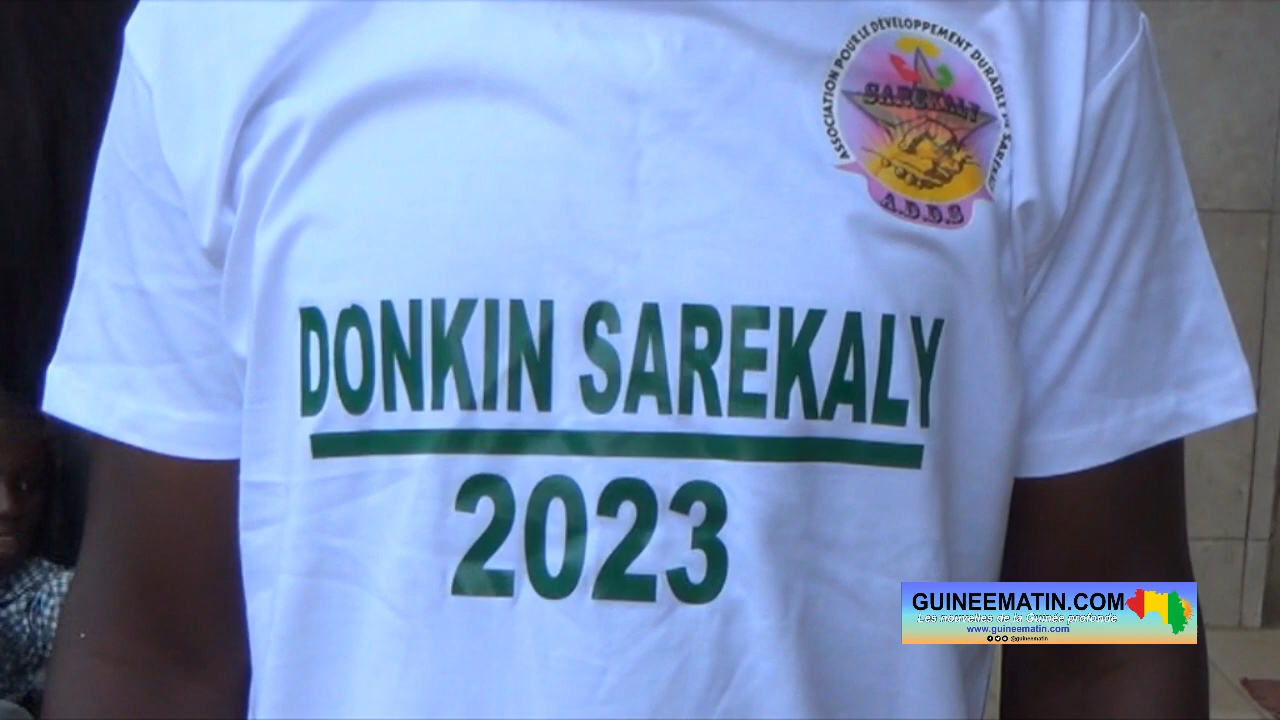 ASSOCIATION POUR LE DÉVELOPPEMENT DURABLE
SAREKALY
A.D.D.S
DONKIN SAREKALY
2023
GUINEEMATIN.COM
Les nouvelles de la Guinée profonde
www.guineematin.com
@guineematin